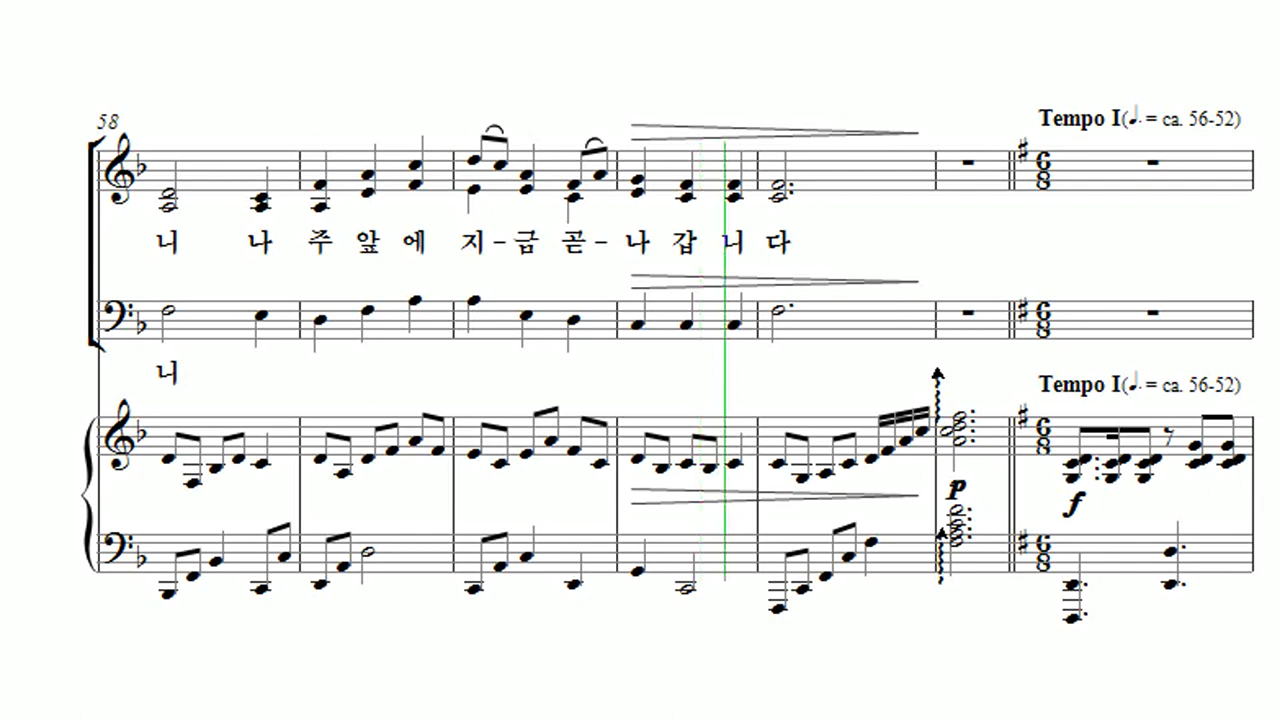 58
Tempo I(♩. = ca. 56-52)
니 나 주 앞 에 지-금 곧-나 갑 니 다
니
Tempo I(♩. = ca. 56-52)
p
f